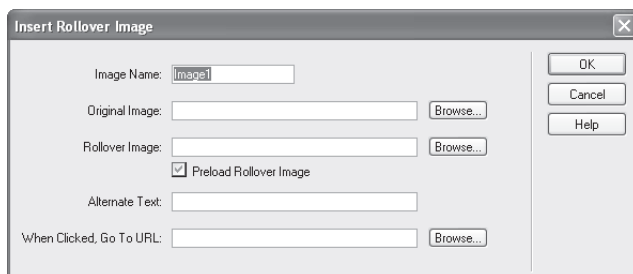 Insert Rollover Image
Image Name: Image1
Original Image: Browse...
Rollover Image: Browse...
Preload Rollover Image
Alternate Text:
When Clicked, Go To URL: Browse...
OK
Cancel
Help